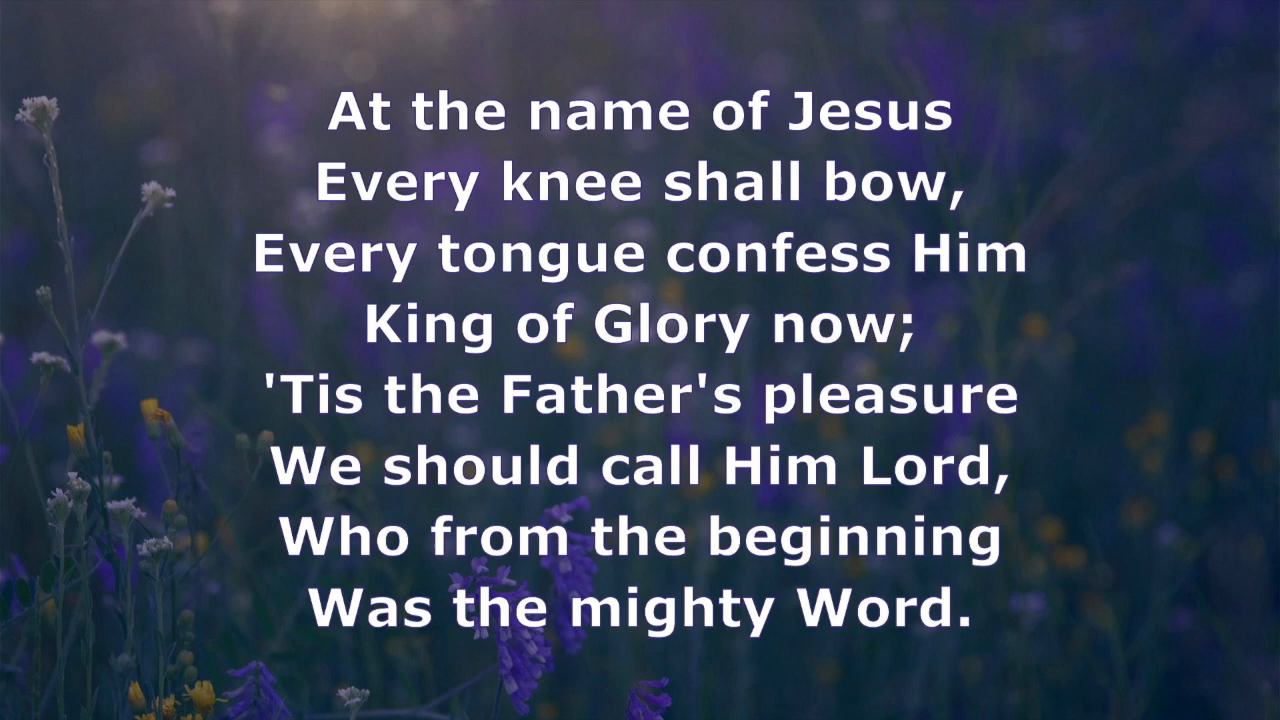 At the name of Jesus
Every knee shall bow,
Every tongue confess Him
King of Glory now;
'Tis the Father's pleasure
We should call Him Lord,
Who from the beginning
Was the mighty Word.